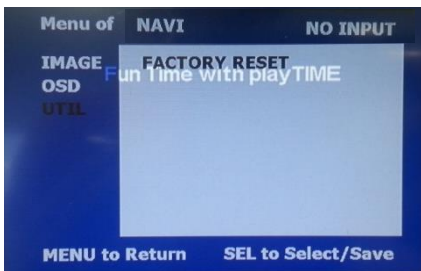 Menu of NAVI NO INPUT
IMAGE FACTORY RESET
Fun Time with playTIME
OSD
UTIL
MENU to Return SEL to Select/Save